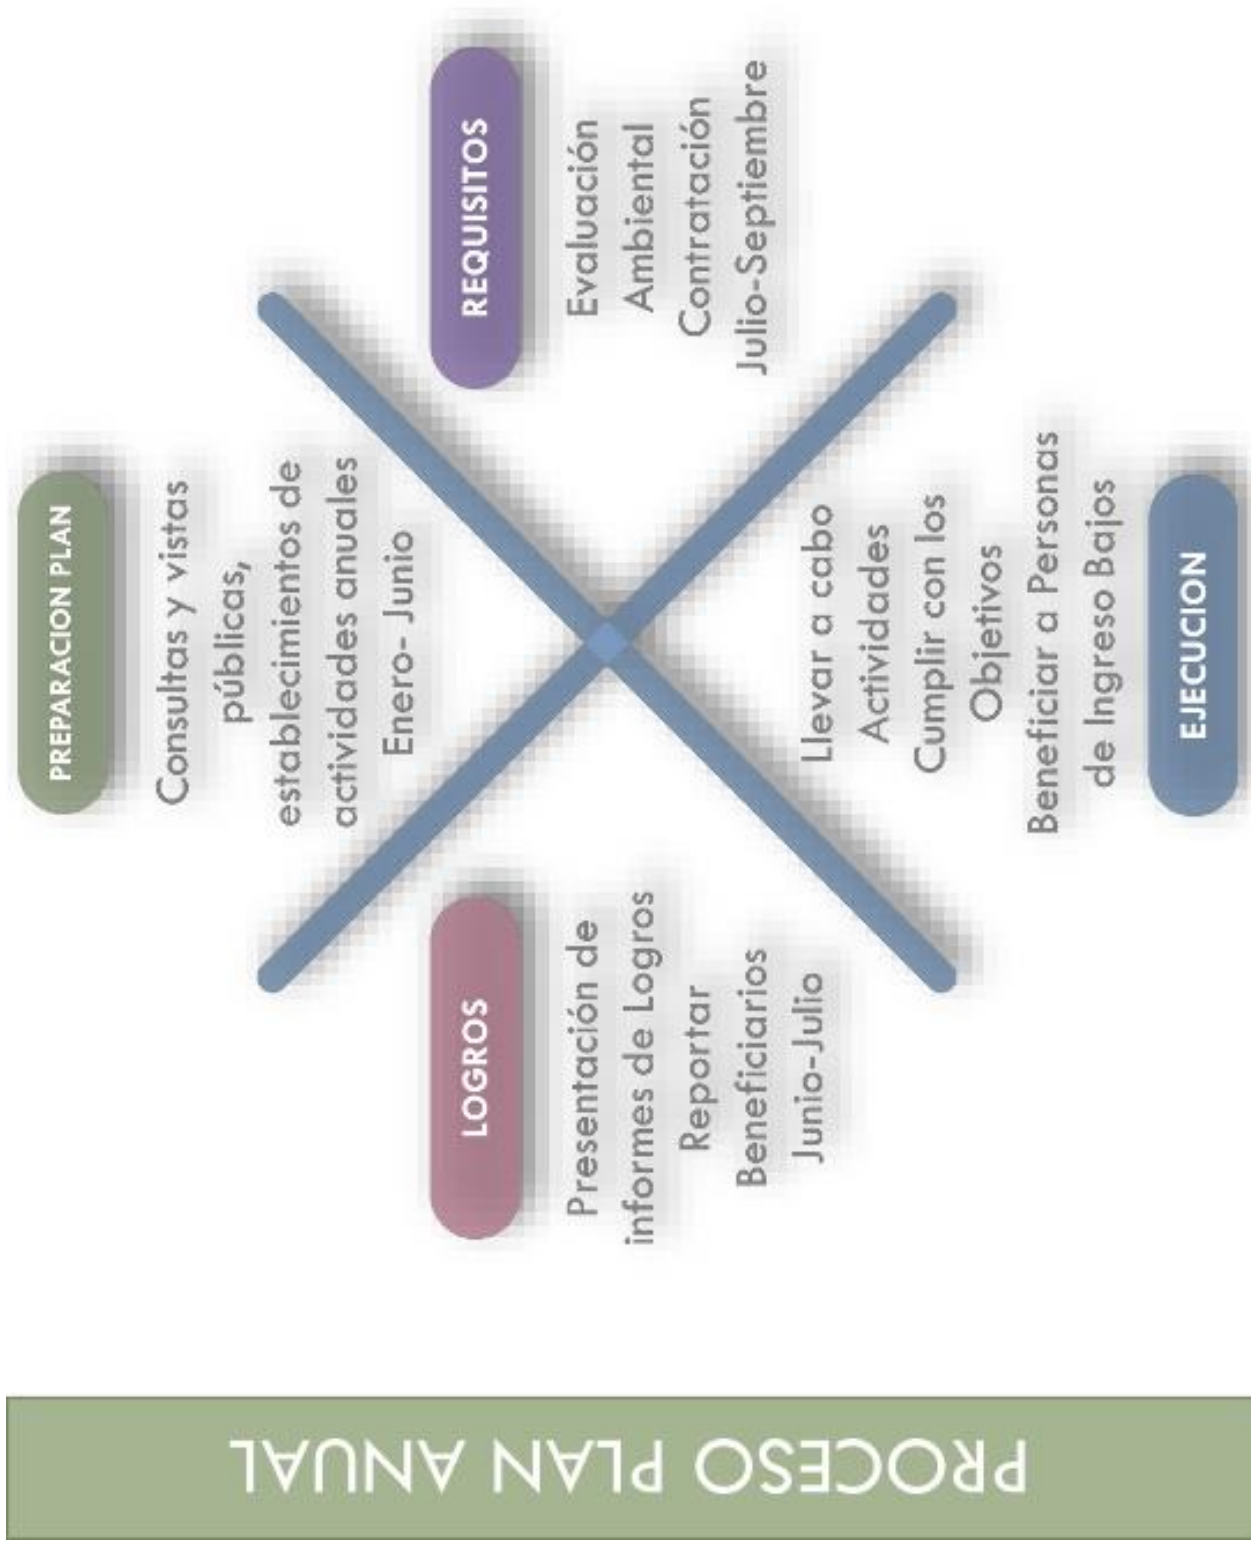 PROCESO PLAN ANUAL
PREPARACION PLAN
Consultas y vistas
públicas,
establecimientos de
actividades anuales
Enero- Junio
REQUISITOS
Evaluación
Ambiental
Contratación
Julio-Septiembre
Llevar a cabo
Actividades
Cumplir con los
Objetivos
Beneficiar a Personas
de Ingreso Bajos
EJECUCION
LOGROS
Presentación de
informes de Logros
Reportar
Beneficiarios
Junio-Julio